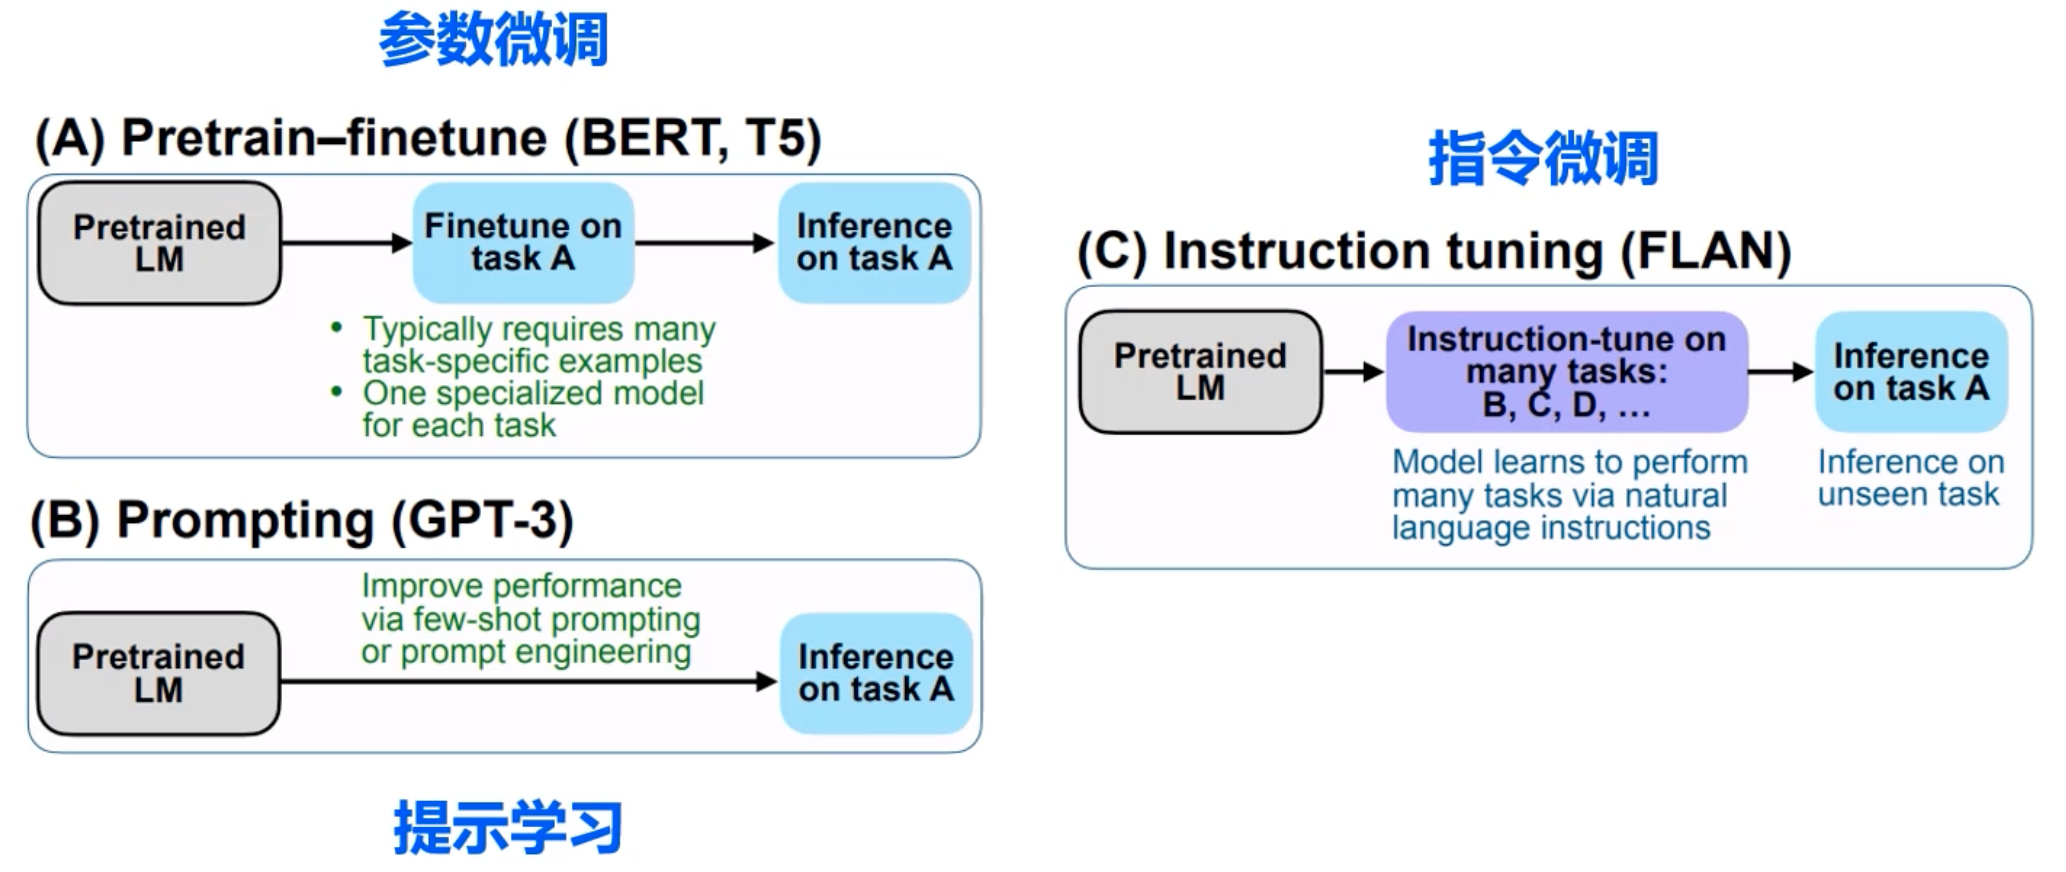 参数微调
(A) Pretrain–finetune (BERT, T5)
Pretrained
LM
Finetune on
task A
Inference
on task A
• Typically requires many
task-specific examples
• One specialized model
for each task
(B) Prompting (GPT-3)
Pretrained
LM
Improve performance
via few-shot prompting
or prompt engineering
Inference
on task A
提示学习
指令微调
(C) Instruction tuning (FLAN)
Pretrained
LM
Instruction-tune on
many tasks:
B, C, D, …
Inference
on task A
Model learns to perform
many tasks via natural
language instructions
Inference on
unseen task